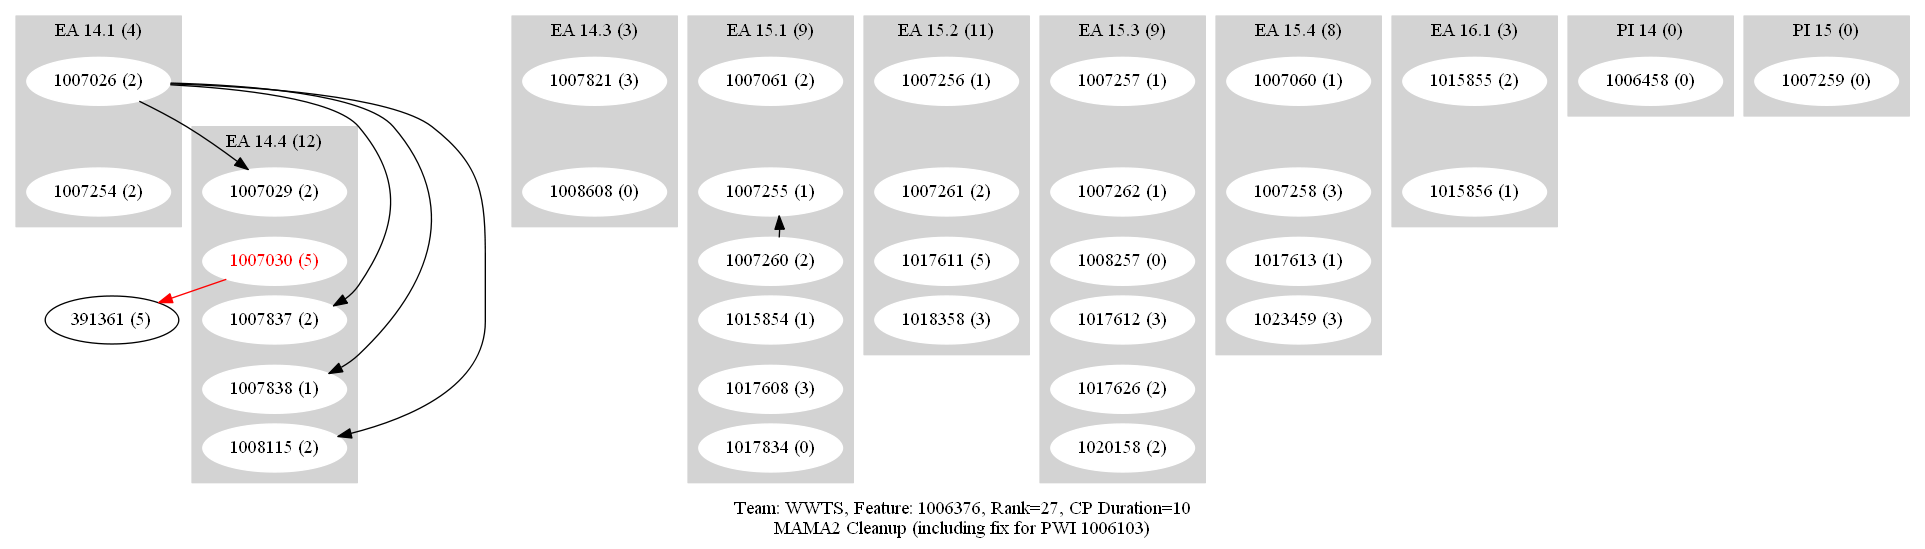 EA 14.1 (4)
1007026 (2)
1007254 (2)
EA 14.4 (12)
1007029 (2)
1007030 (5)
391361 (5)
1007837 (2)
1007838 (1)
1008115 (2)
EA 14.3 (3)
1007821 (3)
1008608 (0)
EA 15.1 (9)
1007061 (2)
1007255 (1)
1007260 (2)
1015854 (1)
1017608 (3)
1017834 (0)
EA 15.2 (11)
1007256 (1)
1007261 (2)
1017611 (5)
1018358 (3)
EA 15.3 (9)
1007257 (1)
1007262 (1)
1008257 (0)
1017612 (3)
1017626 (2)
1020158 (2)
EA 15.4 (8)
1007060 (1)
1007258 (3)
1017613 (1)
1023459 (3)
EA 16.1 (3)
1015855 (2)
1015856 (1)
PI 14 (0)
1006458 (0)
PI 15 (0)
1007259 (0)
Team: WWTS, Feature: 1006376, Rank=27, CP Duration=10
MAMA2 Cleanup (including fix for PWI 1006103)